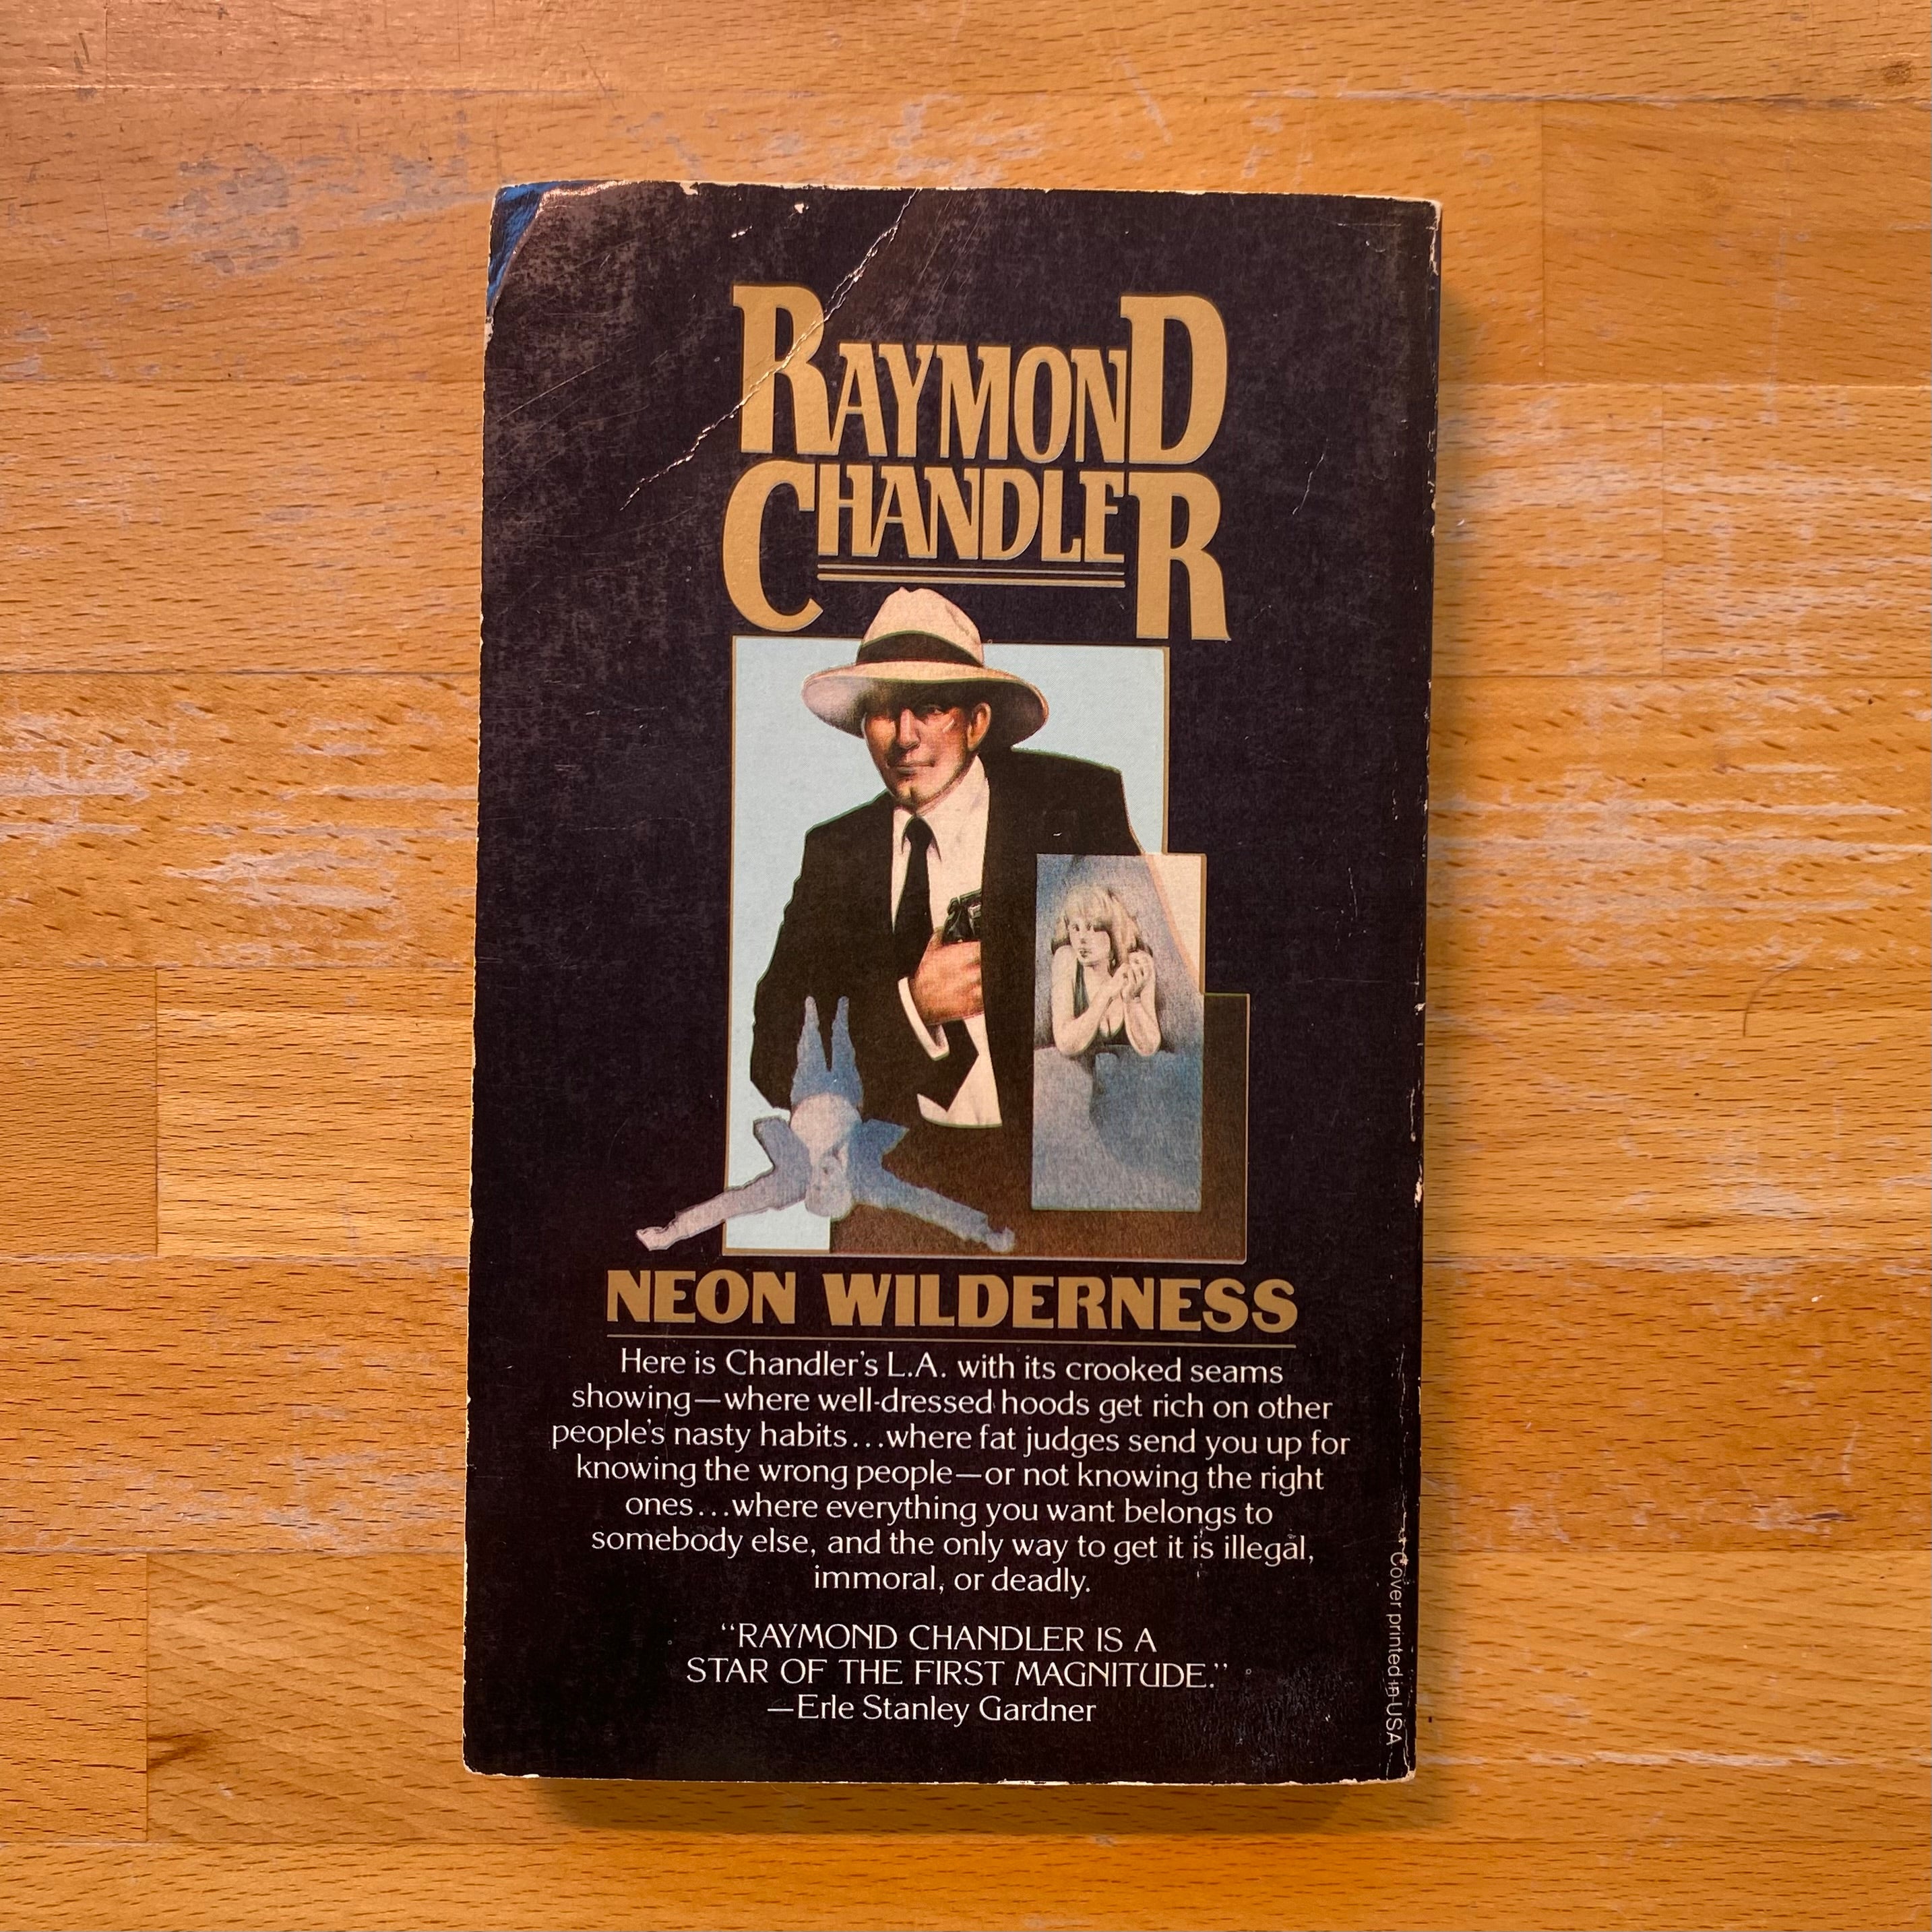 RAYMOND
CHANDLER
NEON WILDERNESS
Here is Chandler's L.A. with its crooked seams
showing—where well-dressed hoods get rich on other
people's nasty habits...where fat judges send you up for
knowing the wrong people—or not knowing the right
ones...where everything you want belongs to
somebody else, and the only way to get it is illegal,
immoral, or deadly.
“RAYMOND CHANDLER IS A
STAR OF THE FIRST MAGNITUDE.”
—Erle Stanley Gardner
Cover printed in USA